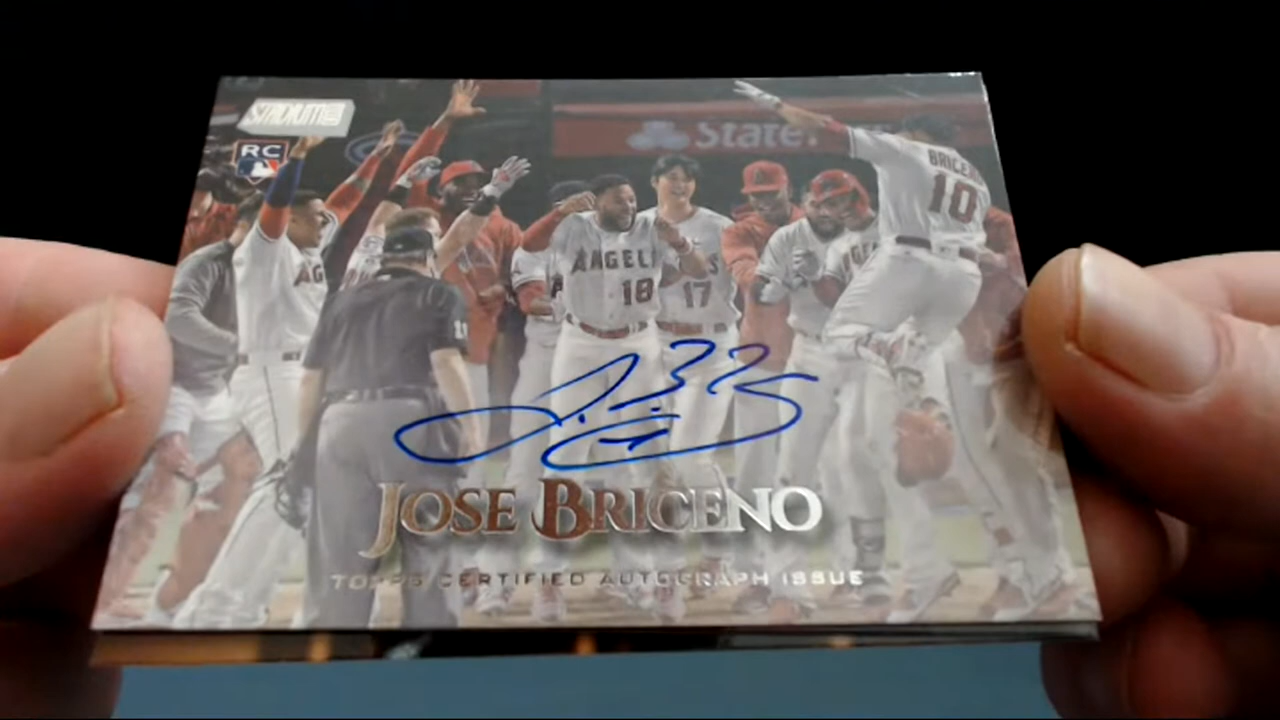 STADIUM
RC
State
BRICENO
10
ANGELS
18
17
JOSE BRICENO
TOPPS CERTIFIED AUTOGRAPH ISSUE